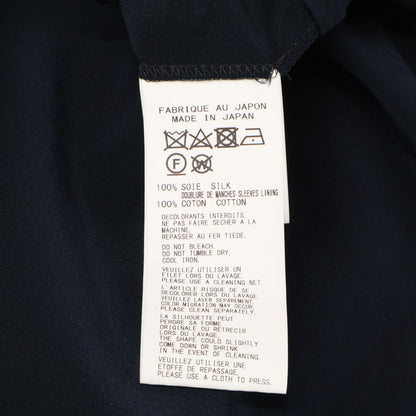 FABRIQUE AU JAPON
MADE IN JAPAN
F W
100% SOIE SILK
DOUBLURE DE MANCHES SLEEVES LINING
100% COTON COTTON
DECOLORANTS INTERDITS.
NE PAS FAIRE SECHER A LA
MACHINE.
REPASSER AU FER TIEDE.
DO NOT BLEACH.
DO NOT TUMBLE DRY.
COOL IRON.
VEUILLEZ UTILISER UN
FILET LORS DU LAVAGE.
PLEASE USE A CLEANING NET.
L'ARTICLE RISQUE DE SE
DECOLORER LORS DU LAVAGE.
VEUILLEZ LAVER SEPAREMENT.
COLOR MIGRATION MAY OCCUR.
PLEASE CLEAN SEPARATELY.
LA SILHOUETTE PEUT
PERDRE SA FORME
ORIGINALE OU RETRECIR
LORS DU LAVAGE.
THE SHAPE COULD SLIGHTLY
COME DOWN OR SHRINK
IN THE EVENT OF CLEANING.
VEUILLEZ UTILISER UNE
ETOFFE DE REPASSAGE.
PLEASE USE A CLOTH TO PRESS.